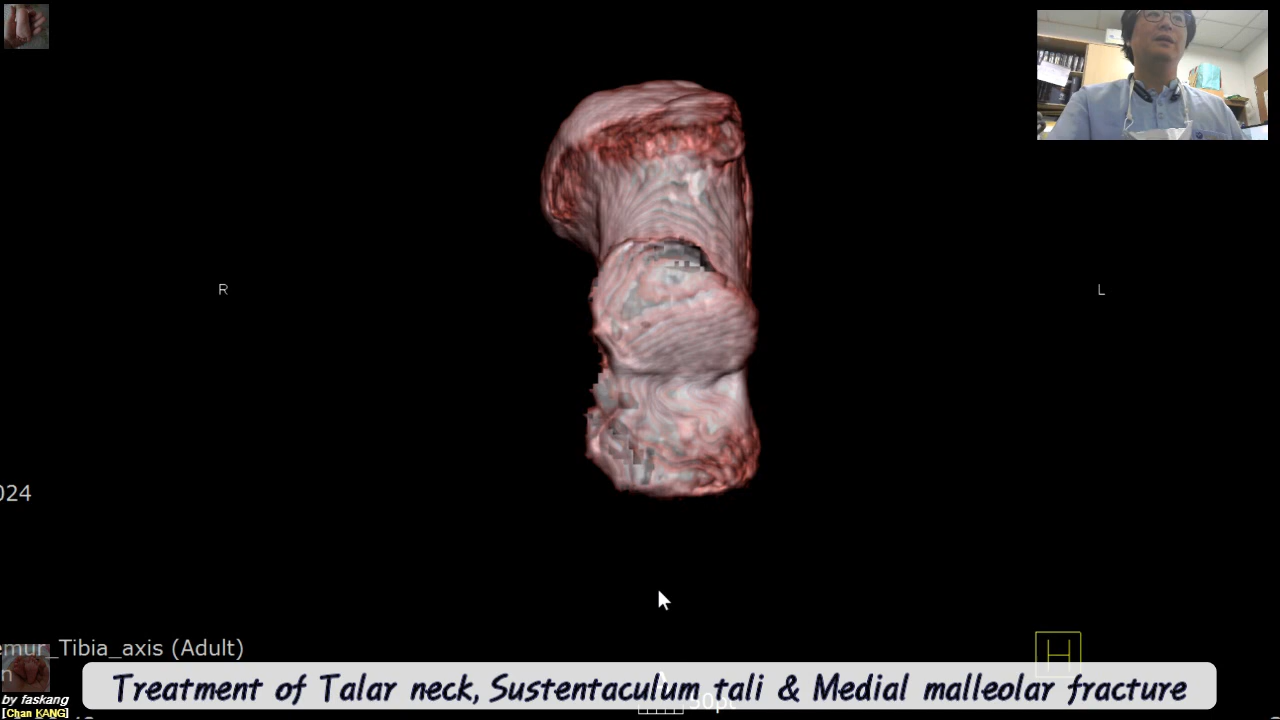 R
L
024
emur_Tibia_axis (Adult)
n
H
by faskang
[Chan KANG]
Treatment of Talar neck, Sustentaculum tali & Medial malleolar fracture